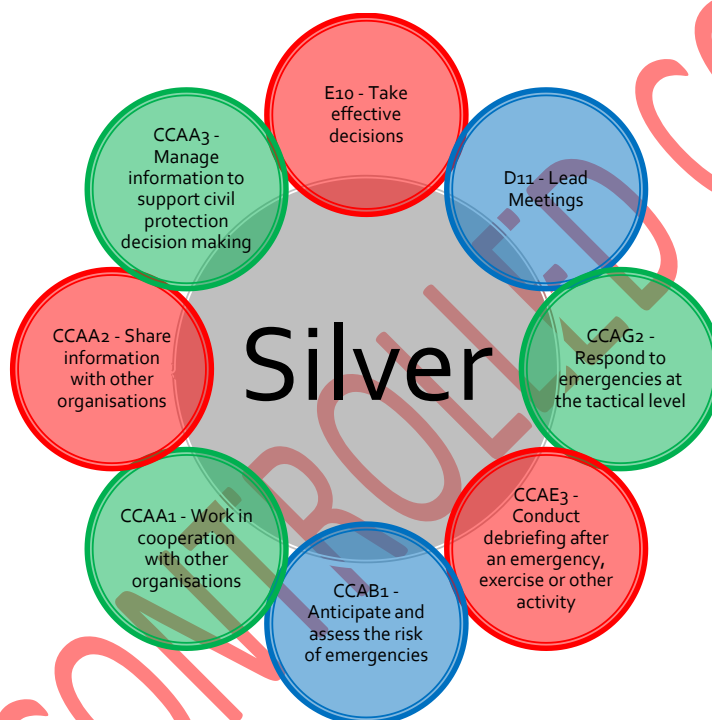 E10 - Take
effective
decisions
D11 - Lead
Meetings
CCAG2 -
Respond to
emergencies at
the tactical level
CCAE3 -
Conduct
debriefing after
an emergency,
exercise or other
activity
CCAB1 -
Anticipate and
assess the risk
of emergencies
CCAA1 - Work in
cooperation
with other
organisations
CCAA2 - Share
information
with other
organisations
CCAA3 -
Manage
information to
support civil
protection
decision making
Silver
CONTROLLED CO